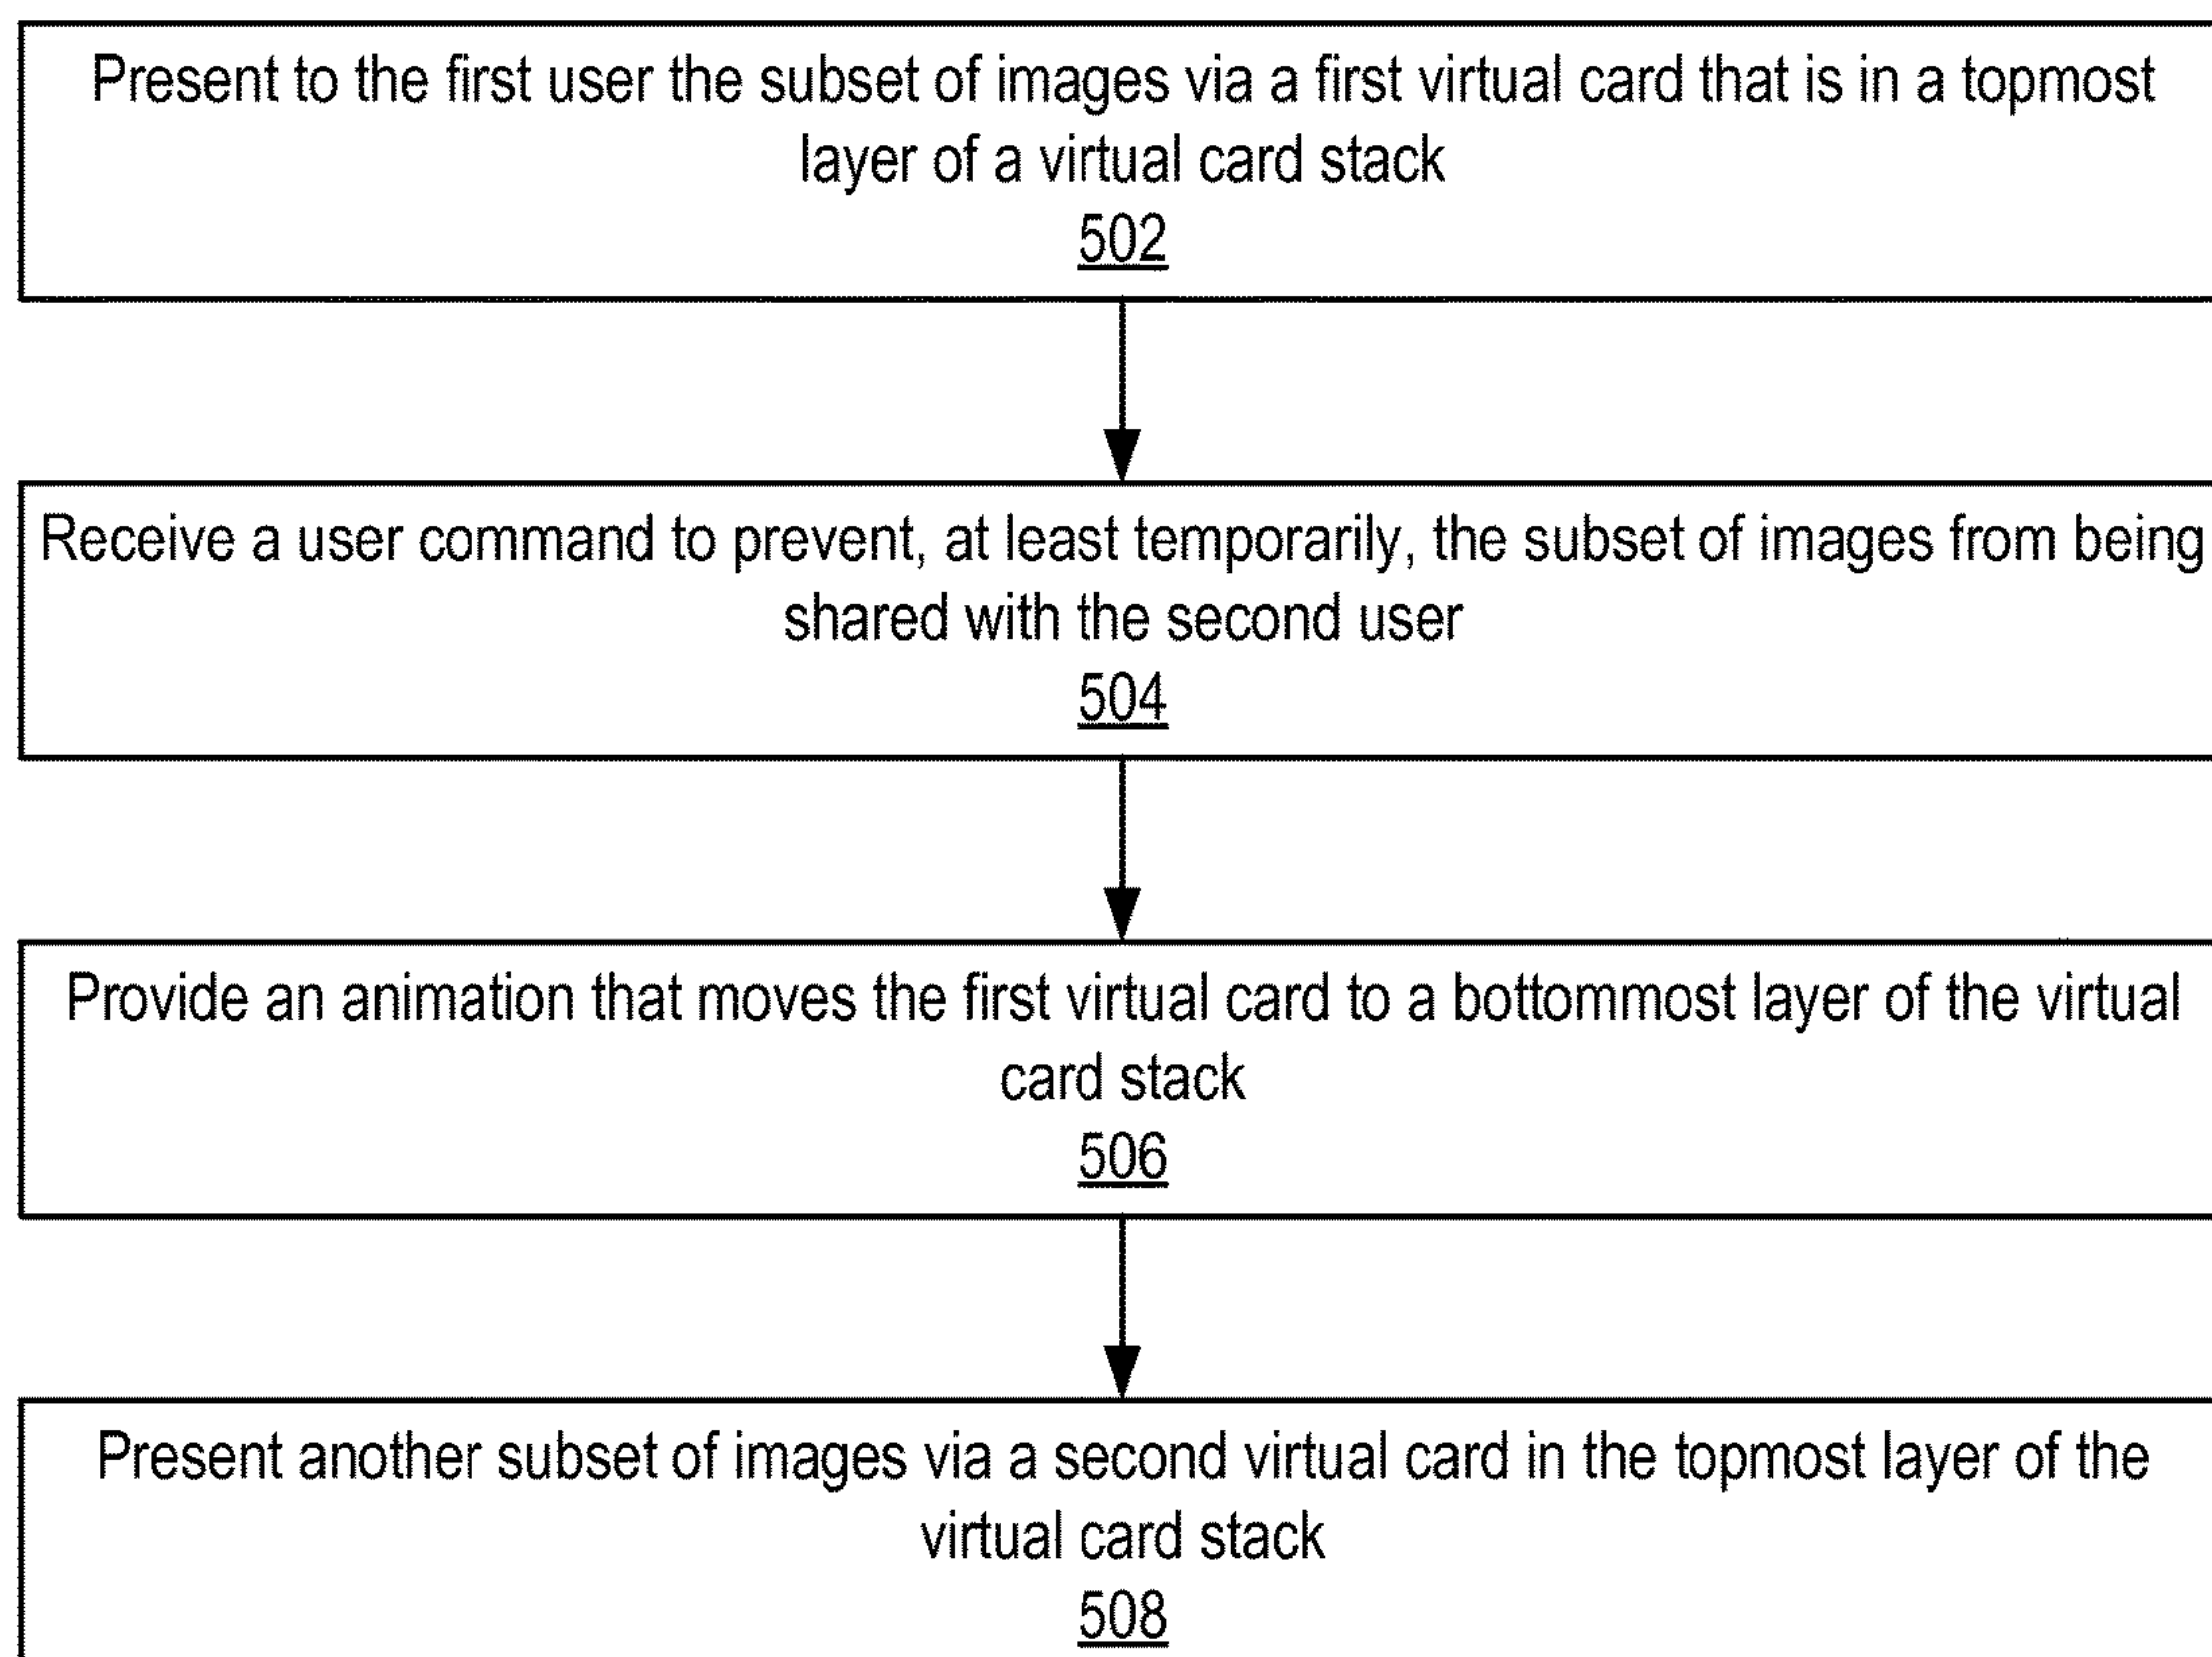 Present to the first user the subset of images via a first virtual card that is in a topmost
layer of a virtual card stack
502
Receive a user command to prevent, at least temporarily, the subset of images from being
shared with the second user
504
Provide an animation that moves the first virtual card to a bottommost layer of the virtual
card stack
506
Present another subset of images via a second virtual card in the topmost layer of the
virtual card stack
508